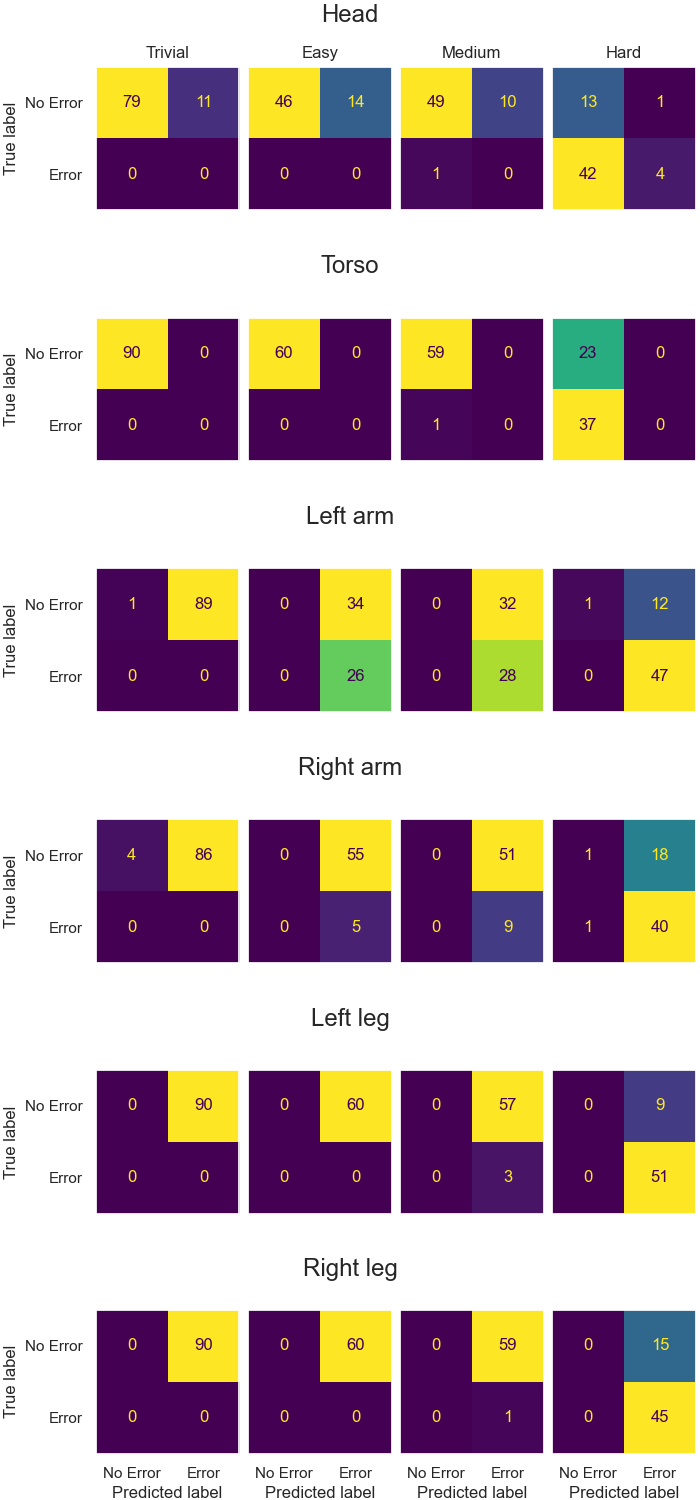 Head
Trivial Easy Medium Hard
True label
No Error 79 11 46 14 49 10 13 1
Error 0 0 0 0 1 0 42 4
Torso
True label
No Error 90 0 60 0 59 0 23 0
Error 0 0 0 0 1 0 37 0
Left arm
True label
No Error 1 89 0 34 0 32 1 12
Error 0 0 0 26 0 28 0 47
Right arm
True label
No Error 4 86 0 55 0 51 1 18
Error 0 0 0 5 0 9 1 40
Left leg
True label
No Error 0 90 0 60 0 57 0 9
Error 0 0 0 0 0 3 0 51
Right leg
True label
No Error 0 90 0 60 0 59 0 15
Error 0 0 0 0 0 1 0 45
No Error Error No Error Error No Error Error No Error Error
Predicted label Predicted label Predicted label Predicted label